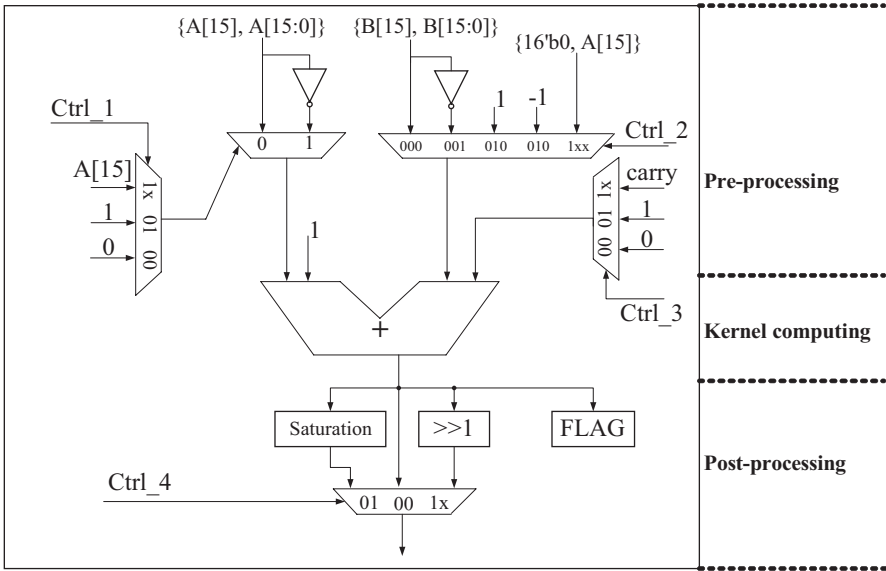 {A[15], A[15:0]} {B[15], B[15:0]}
{16'b0, A[15]}
Ctrl_1
1 -1
Ctrl_2
0 1
000 001 010 010 1xx
A[15]
1
0
1x 01 00
carry
1
0
00 01 1x
Pre-processing
1
Ctrl_3
+
Kernel computing
Saturation
>>1
FLAG
Post-processing
Ctrl_4
01 00 1x